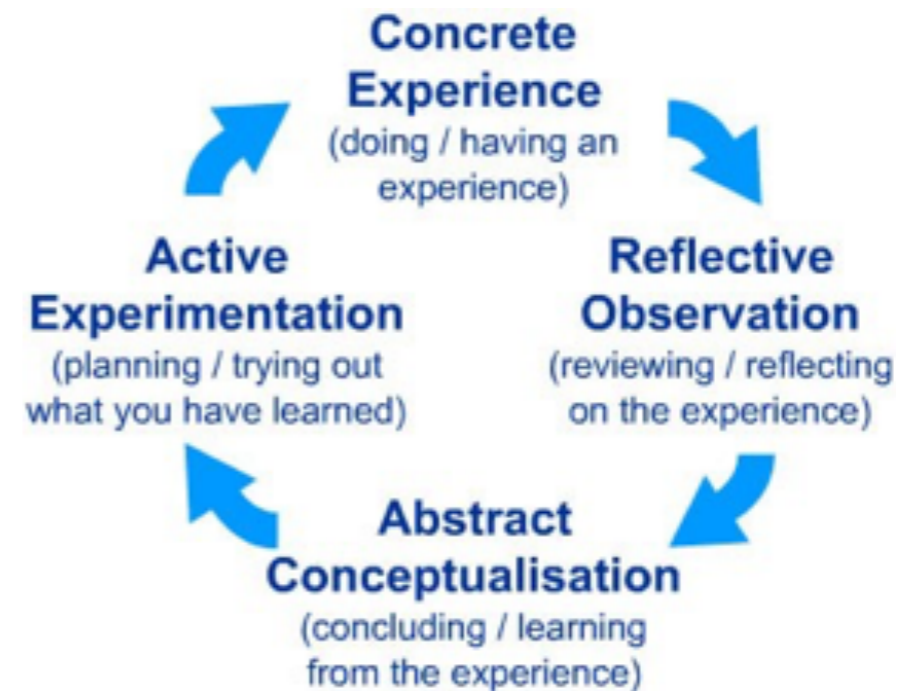 Concrete
Experience
(doing / having an
experience)
Reflective
Observation
(reviewing / reflecting
on the experience)
Abstract
Conceptualisation
(concluding / learning
from the experience)
Active
Experimentation
(planning / trying out
what you have learned)